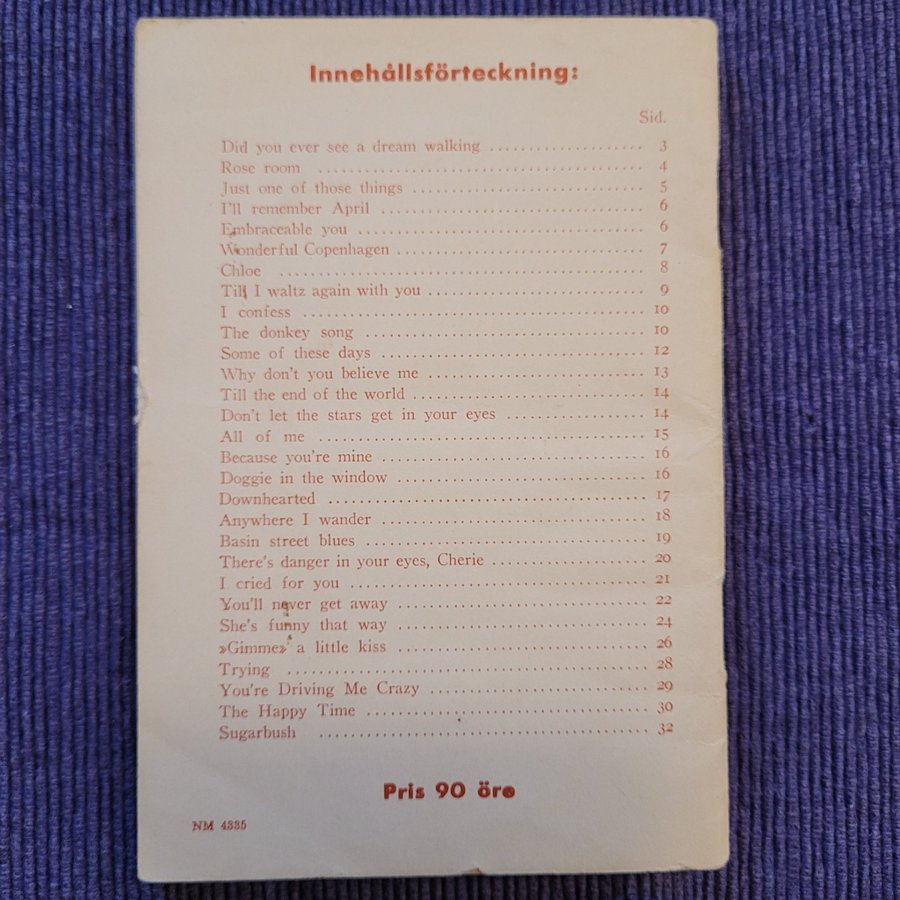 Innehållsförteckning:
Sid.
Did you ever see a dream walking .................... 3
Rose room .................... 4
Just one of those things .................... 5
I'll remember April .................... 6
Embraceable you .................... 6
Wonderful Copenhagen .................... 7
Chloe .................... 8
Till I waltz again with you .................... 9
I confess .................... 10
The donkey song .................... 10
Some of these days .................... 12
Why don't you believe me .................... 13
Till the end of the world .................... 14
Don't let the stars get in your eyes .................... 14
All of me .................... 15
Because you're mine .................... 16
Doggie in the window .................... 16
Downhearted .................... 17
Anywhere I wander .................... 18
Basin street blues .................... 19
There's danger in your eyes, Cherie .................... 20
I cried for you .................... 21
You'll never get away .................... 22
She's funny that way .................... 24
»Gimme» a little kiss .................... 26
Trying .................... 28
You're Driving Me Crazy .................... 29
The Happy Time .................... 30
Sugarbush .................... 32
Pris 90 öre
NM 4335